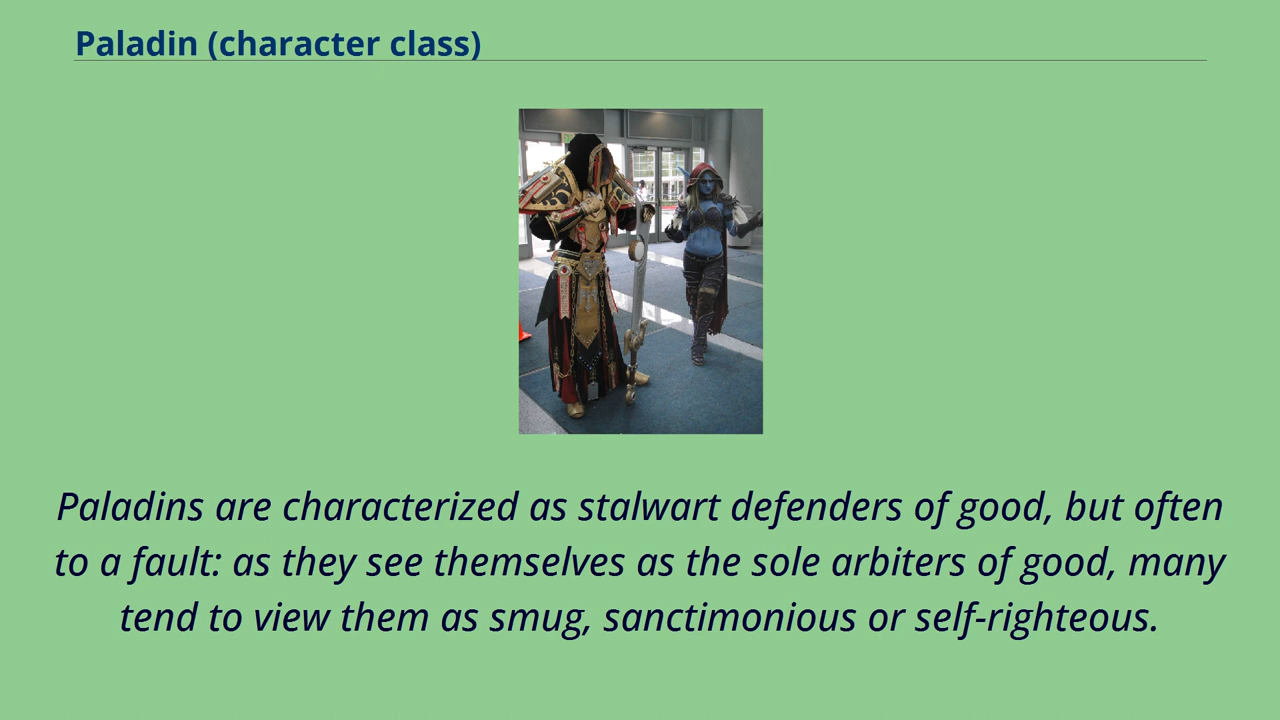 Paladin (character class)
Paladins are characterized as stalwart defenders of good, but often
to a fault: as they see themselves as the sole arbiters of good, many
tend to view them as smug, sanctimonious or self-righteous.